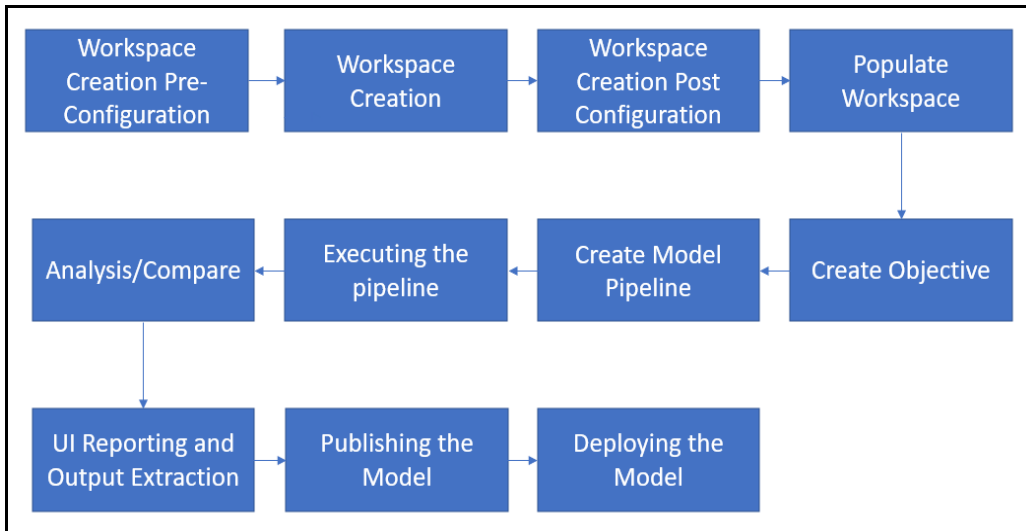 Workspace
Creation Pre-
Configuration
Workspace
Creation
Workspace
Creation Post
Configuration
Populate
Workspace
Analysis/Compare
Executing the
pipeline
Create Model
Pipeline
Create Objective
UI Reporting and
Output Extraction
Publishing the
Model
Deploying the
Model